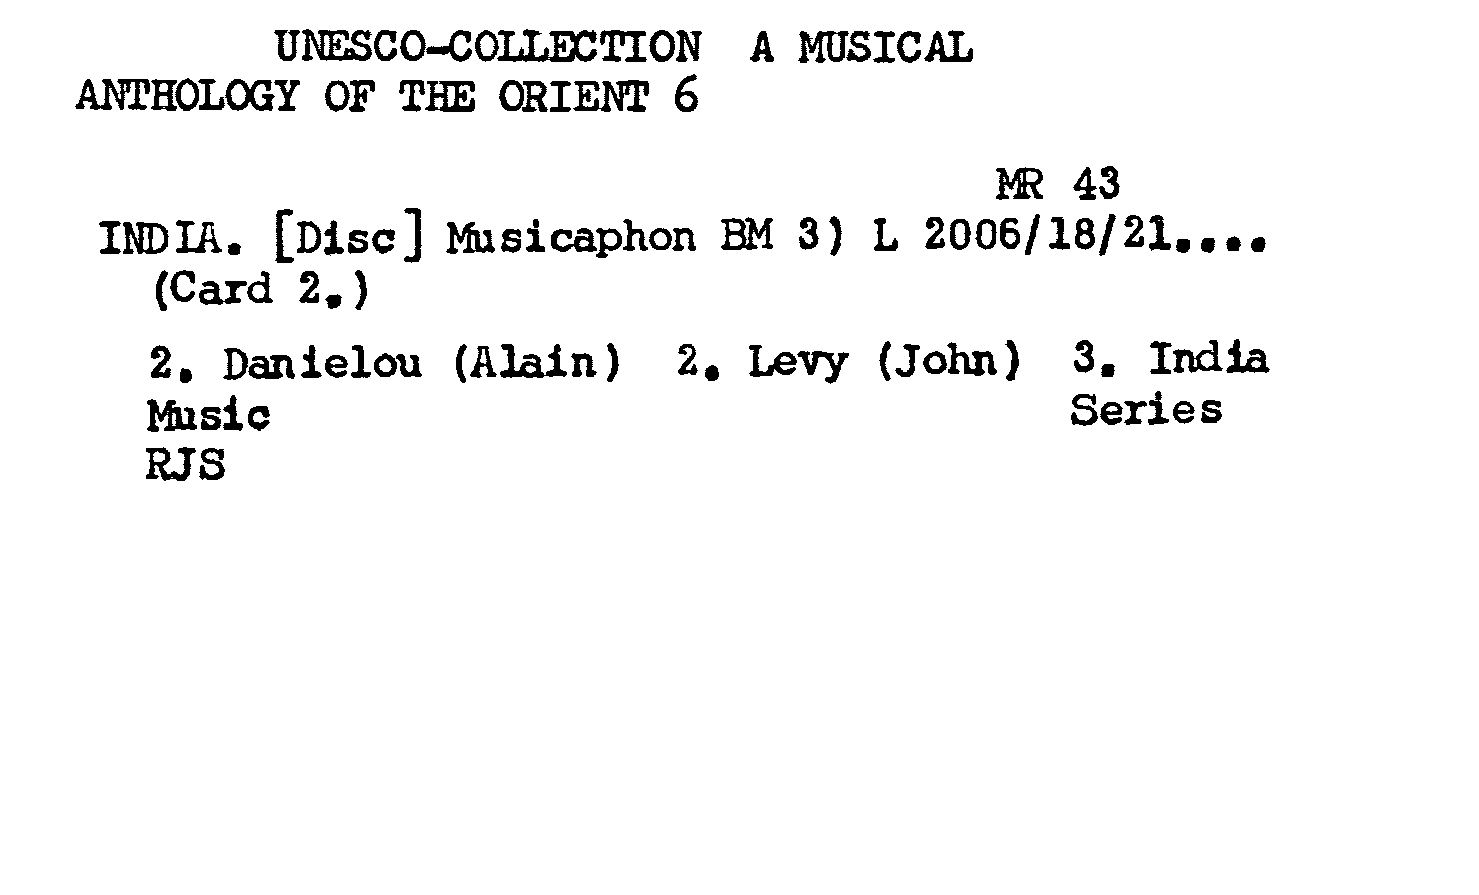 UNESCO-COLLECTION A MUSICAL
ANTHOLOGY OF THE ORIENT 6
MR 43
INDIA. [Disc] Musicaphon BM 3) L 2006/18/21....
(Card 2.)
2. Danielou (Alain) 2. Levy (John) 3. India
Music Series
RJS